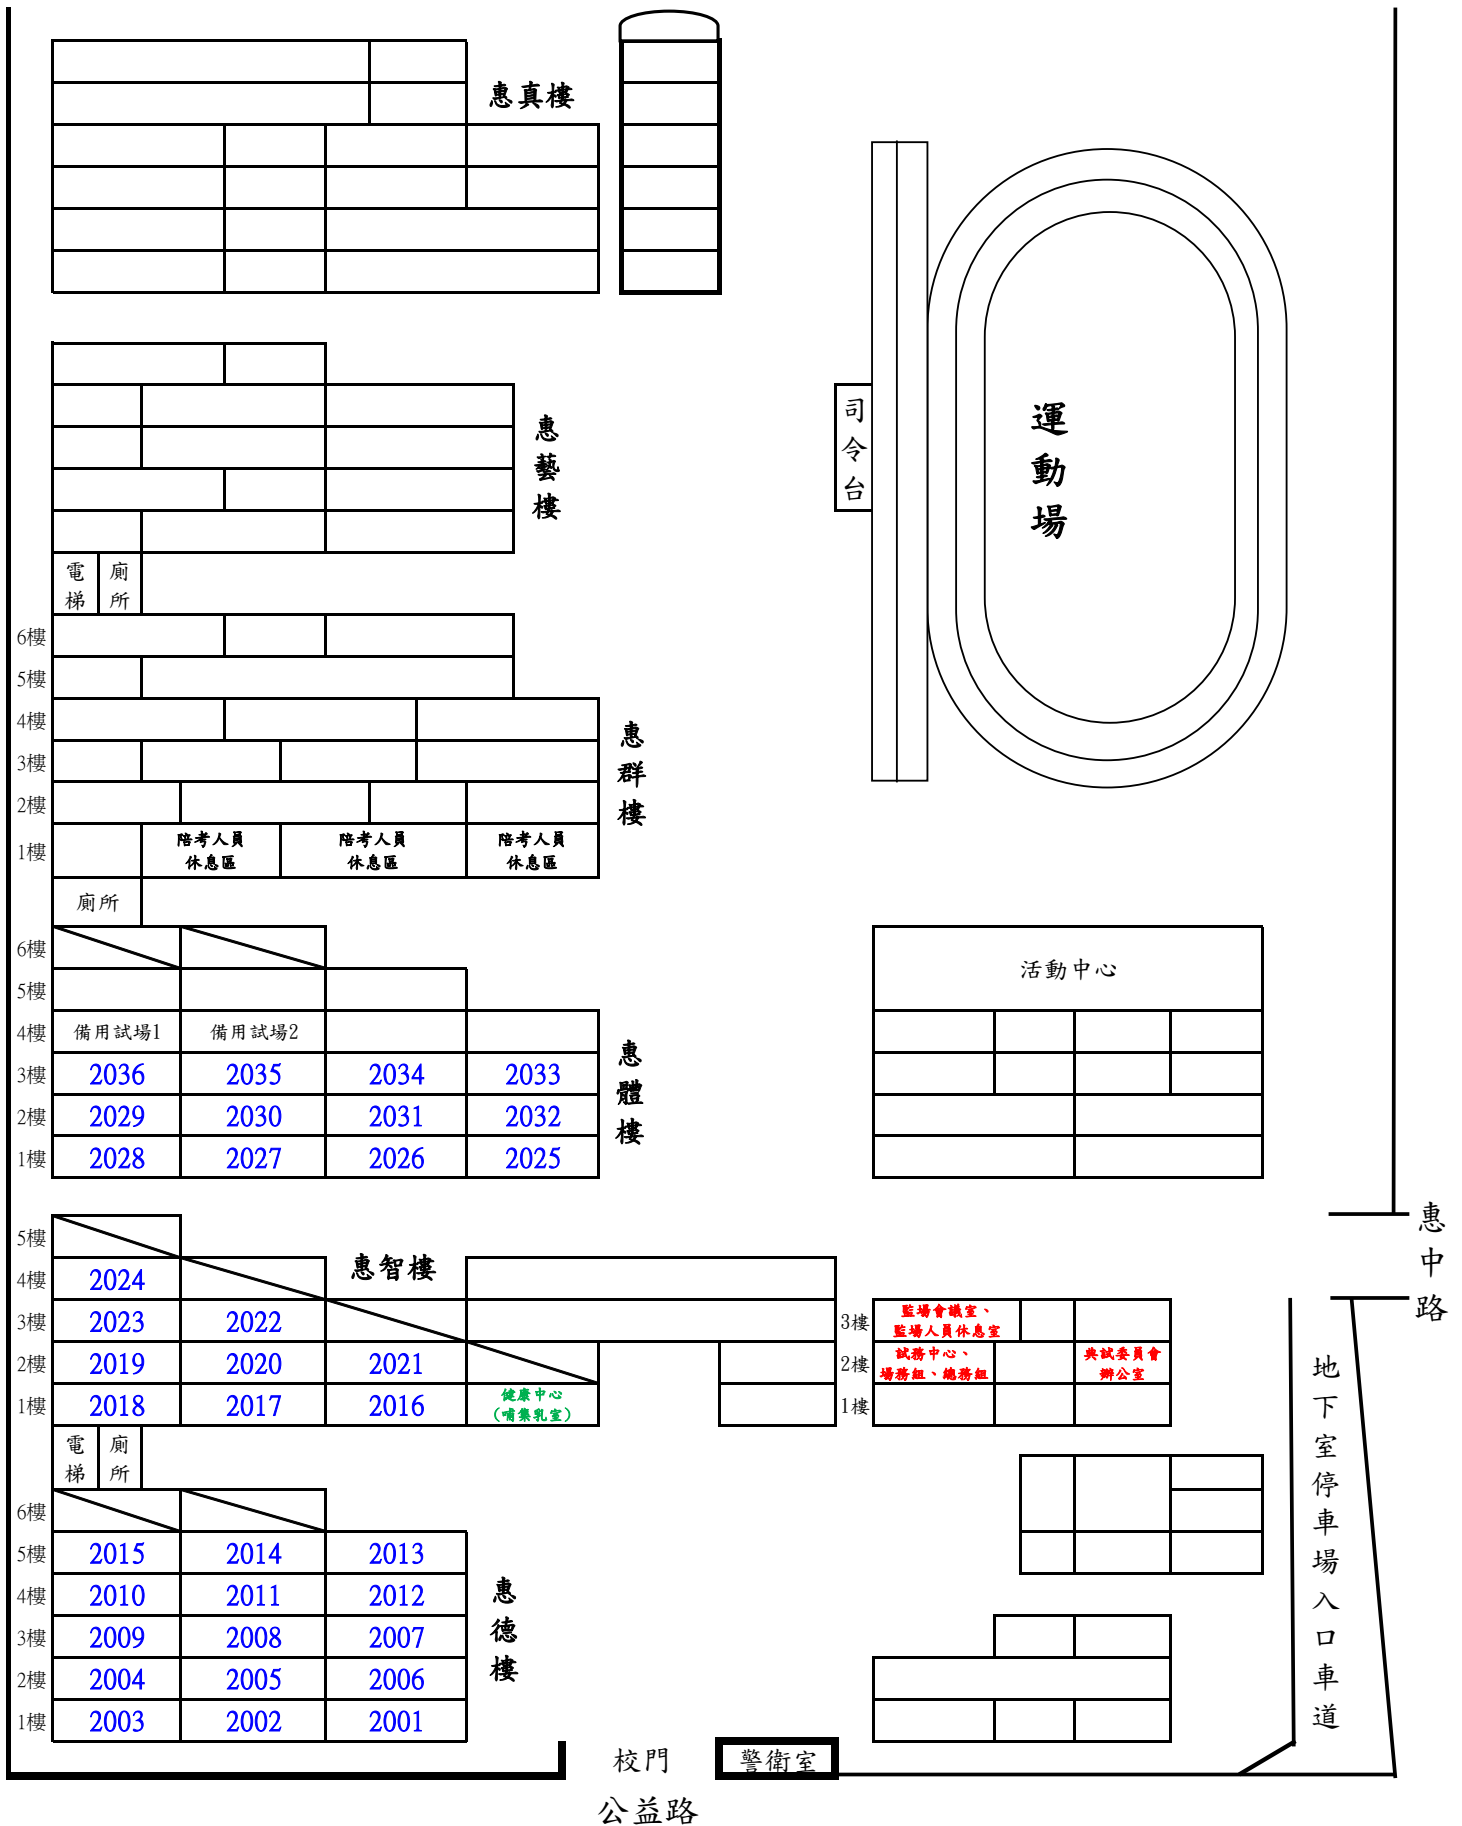 惠真樓
惠藝樓
司令台
運動場
電梯
廁所
6樓
5樓
4樓
3樓
2樓
1樓
陪考人員
休息區
陪考人員
休息區
陪考人員
休息區
惠群樓
廁所
6樓
5樓
4樓 備用試場1 備用試場2
3樓 2036 2035 2034 2033
2樓 2029 2030 2031 2032
1樓 2028 2027 2026 2025
惠體樓
活動中心
惠中路
5樓
惠智樓
4樓 2024
3樓 2023 2022
2樓 2019 2020 2021
1樓 2018 2017 2016
健康中心
(哺集乳室)
3樓
監場會議室、
監場人員休息室
2樓
試務中心、
場務組、總務組
典試委員會
辦公室
1樓
地下室停車場入口車道
電梯
廁所
6樓
5樓 2015 2014 2013
4樓 2010 2011 2012
3樓 2009 2008 2007
2樓 2004 2005 2006
1樓 2003 2002 2001
惠德樓
校門
警衛室
公益路